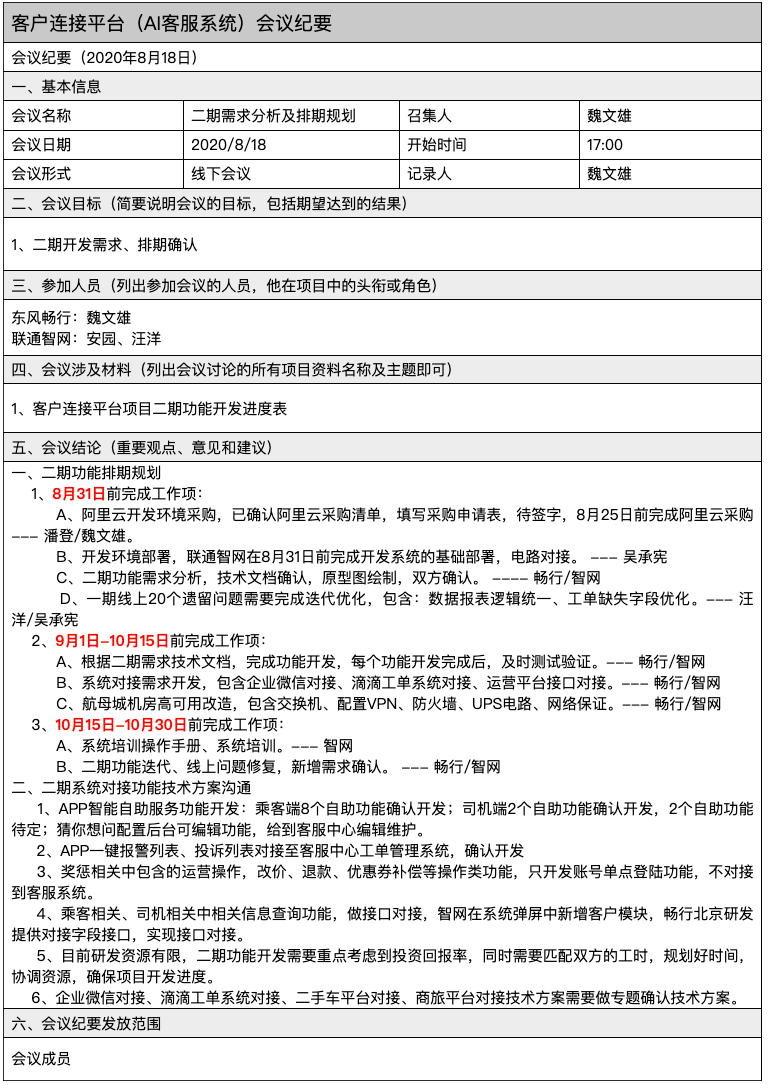 客户连接平台（AI客服系统）会议纪要
会议纪要（2020年8月18日）
一、基本信息
会议名称 二期需求分析及排期规划 召集人 魏文雄
会议日期 2020/8/18 开始时间 17:00
会议形式 线下会议 记录人 魏文雄
二、会议目标（简要说明会议的目标，包括期望达到的结果）
1、二期开发需求、排期确认
三、参加人员（列出参加会议的人员，他在项目中的头衔或角色）
东风畅行：魏文雄
联通智网：安园、汪洋
四、会议涉及材料（列出会议讨论的所有项目资料名称及主题即可）
1、客户连接平台项目二期功能开发进度表
五、会议结论（重要观点、意见和建议）
一、二期功能排期规划
1、8月31日前完成工作项：
A、阿里云开发环境采购，已确认阿里云采购清单，填写采购申请表，待签字，8月25日前完成阿里云采购
--- 潘登/魏文雄。
B、开发环境部署，联通智网在8月31日前完成开发系统的基础部署，电路对接。 --- 吴承宪
C、二期功能需求分析，技术文档确认，原型图绘制，双方确认。 ---- 畅行/智网
D、一期线上20个遗留问题需要完成迭代优化，包含：数据报表逻辑统一、工单缺失字段优化。--- 汪
洋/吴承宪
2、9月1日-10月15日前完成工作项：
A、根据二期需求技术文档，完成功能开发，每个功能开发完成后，及时测试验证。--- 畅行/智网
B、系统对接需求开发，包含企业微信对接、滴滴工单系统对接、运营平台接口对接。--- 畅行/智网
C、航母城机房高可用改造，包含交换机、配置VPN、防火墙、UPS电路、网络保证。--- 畅行/智网
3、10月15日-10月30日前完成工作项：
A、系统培训操作手册、系统培训。--- 智网
B、二期功能迭代、线上问题修复，新增需求确认。 --- 畅行/智网
二、二期系统对接功能技术方案沟通
1、APP智能自助服务功能开发：乘客端8个自助功能确认开发；司机端2个自助功能确认开发，2个自助功能
待定；猜你想问配置后台可编辑功能，给到客服中心编辑维护。
2、APP一键报警列表、投诉列表对接至客服中心工单管理系统，确认开发
3、奖惩相关中包含的运营操作，改价、退款、优惠券补偿等操作类功能，只开发账号单点登陆功能，不对接
到客服系统。
4、乘客相关、司机相关中相关信息查询功能，做接口对接，智网在系统弹屏中新增客户模块，畅行北京研发
提供对接字段接口，实现接口对接。
5、目前研发资源有限，二期功能开发需要重点考虑到投资回报率，同时需要匹配双方的工时，规划好时间，
协调资源，确保项目开发进度。
6、企业微信对接、滴滴工单系统对接、二手车平台对接、商旅平台对接技术方案需要做专题确认技术方案。
六、会议纪要发放范围
会议成员